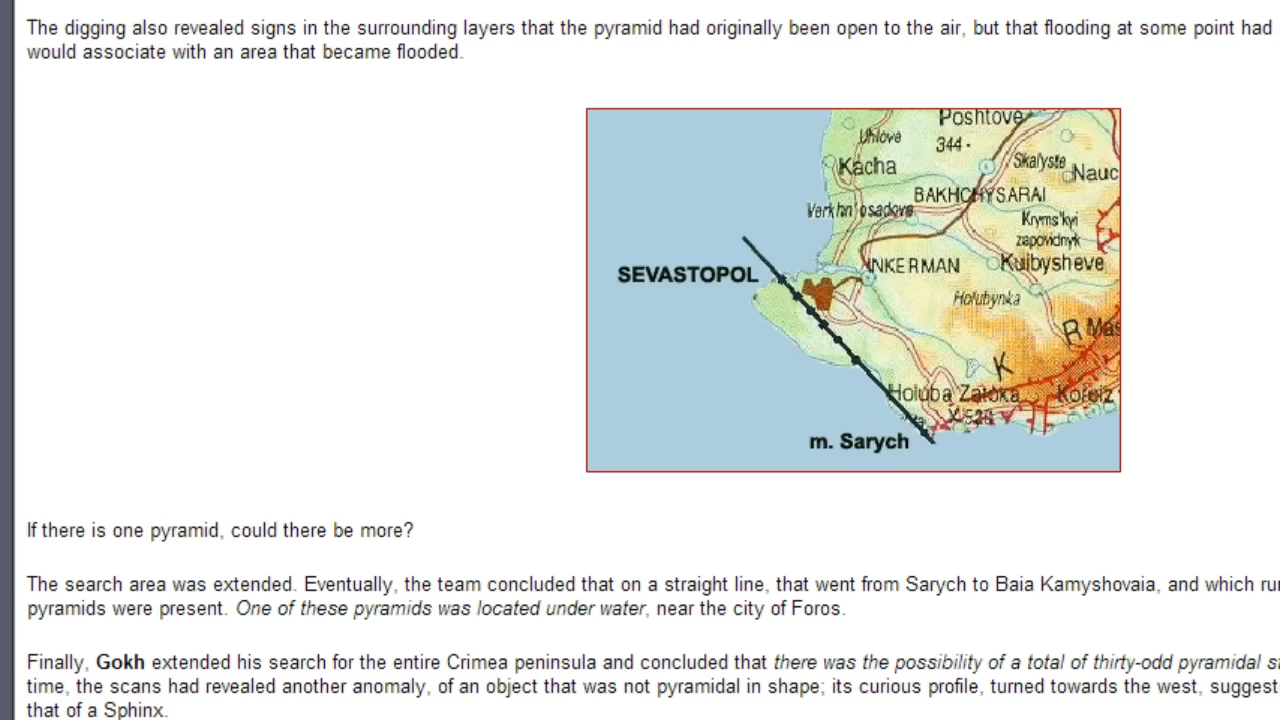 The digging also revealed signs in the surrounding layers that the pyramid had originally been open to the air, but that flooding at some point had
would associate with an area that became flooded.
Poshtove
Uhlove
344
Skalyste
Kacha
Nauc
BAKHCHYSARAI
Verkhn'osadove
Kryms'kyi
zapovidnyk
SEVASTOPOL
INKERMAN
Kuibysheve
Holubynka
R
Mas
K
Holuba Zatoka
Koreiz
m. Sarych
If there is one pyramid, could there be more?
The search area was extended. Eventually, the team concluded that on a straight line, that went from Sarych to Baia Kamyshovaia, and which
pyramids were present. One of these pyramids was located under water, near the city of Foros.
Finally, Gokh extended his search for the entire Crimea peninsula and concluded that there was the possibility of a total of thirty-odd pyramidal
time, the scans had revealed another anomaly, of an object that was not pyramidal in shape; its curious profile, turned towards the west, suggest
that of a Sphinx.